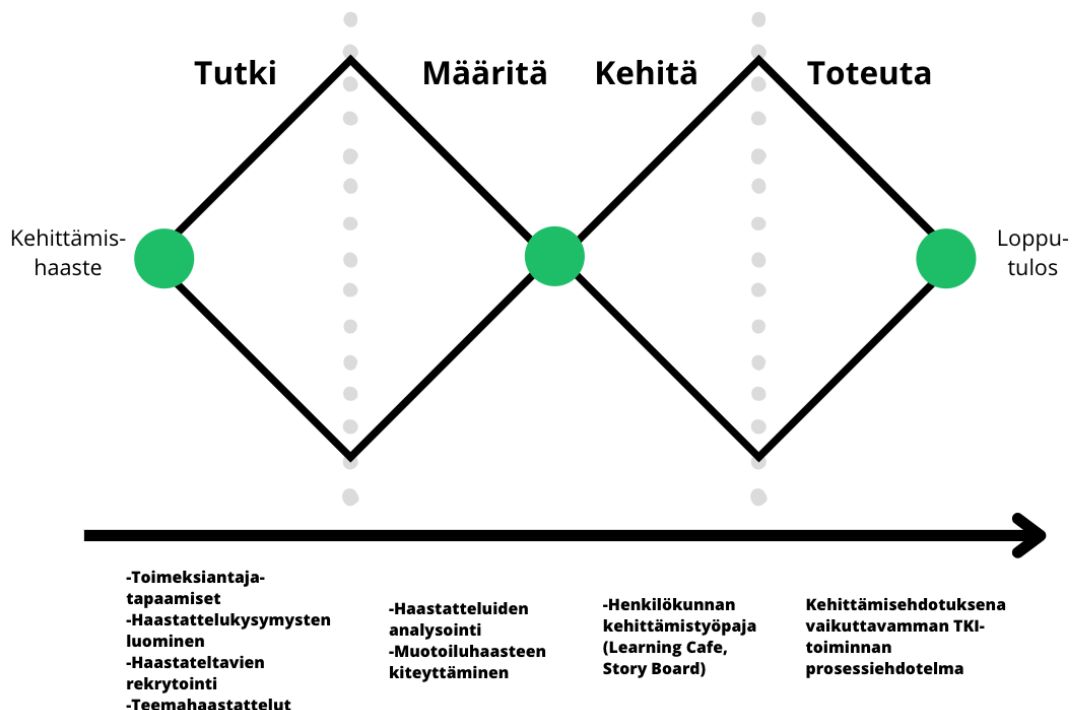 Tutki
Määritä
Kehitä
Toteuta
Kehittämis-
haaste
Loppu-
tulos
-Toimeksiantaja-
tapaamiset
-Haastattelukysymysten
luominen
-Haastateltavien
rekrytointi
-Teemahaastattelut
-Haastatteluiden
analysointi
-Muotoiluhaasteen
kiteyttäminen
-Henkilökunnan
kehittämistyöpaja
(Learning Cafe,
Story Board)
Kehittämisehdotuksena
vaikuttavamman TKI-
toiminnan
prosessiehdotelma